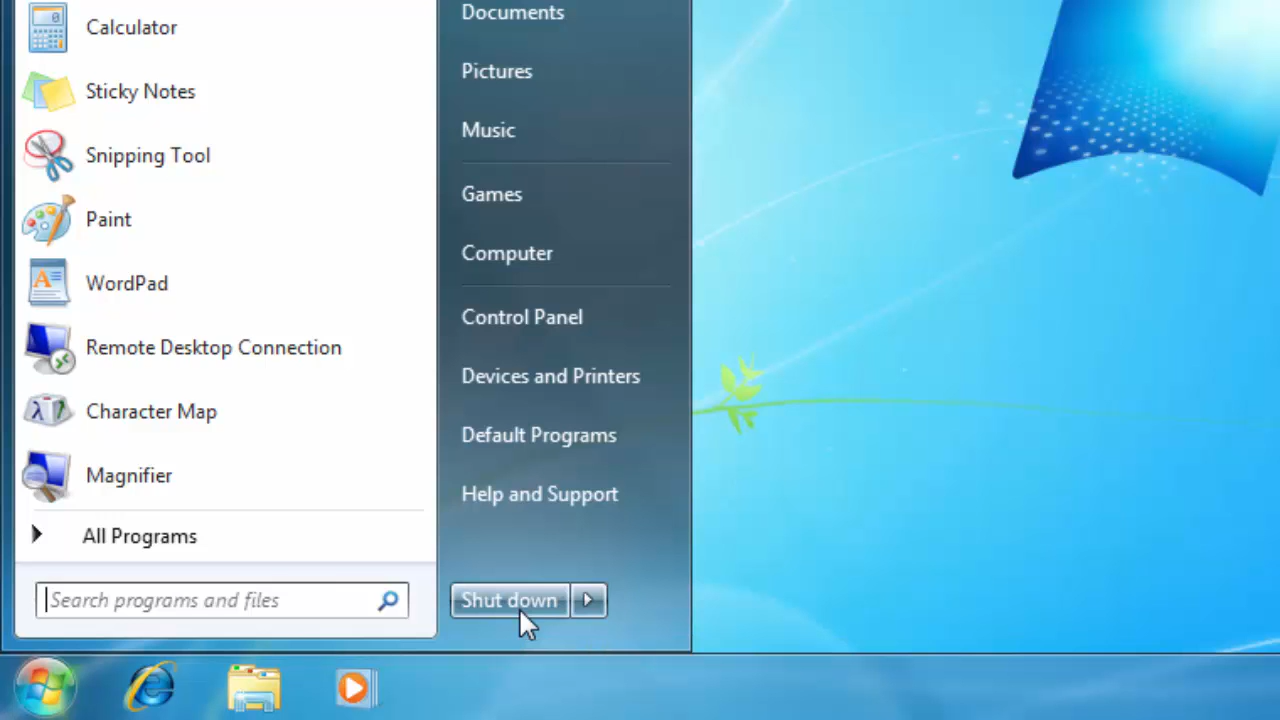 Calculator
Sticky Notes
Snipping Tool
Paint
WordPad
Remote Desktop Connection
Character Map
Magnifier
All Programs
Search programs and files
Documents
Pictures
Music
Games
Computer
Control Panel
Devices and Printers
Default Programs
Help and Support
Shut down